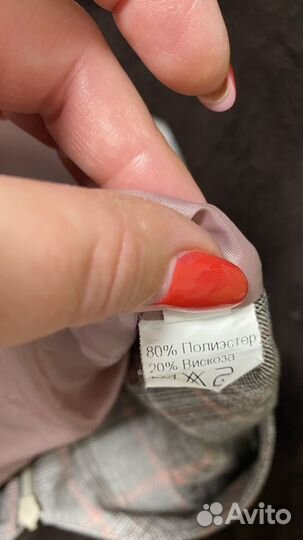 80% Полиэстер
20% Вискоза
Avito